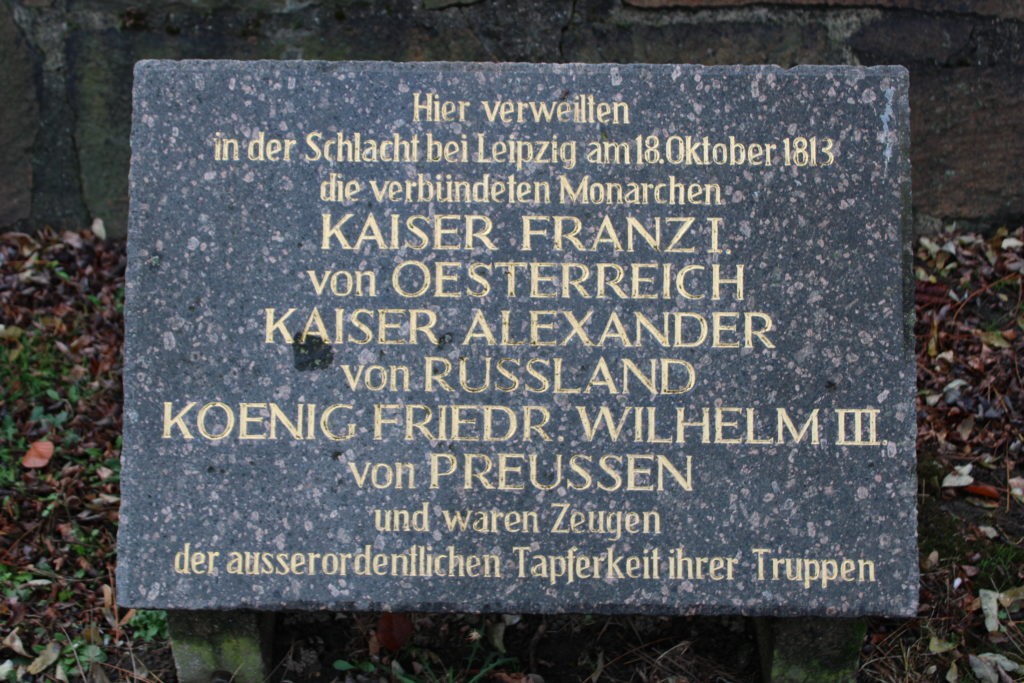 Hier verweilten
in der Schlacht bei Leipzig am 18. Oktober 1813
die verbündeten Monarchen
KAISER FRANZ I.
von OESTERREICH
KAISER ALEXANDER
von RUSSLAND
KOENIG FRIEDR. WILHELM III.
von PREUSSEN
und waren Zeugen
der ausserordentlichen Tapferkeit ihrer Truppen